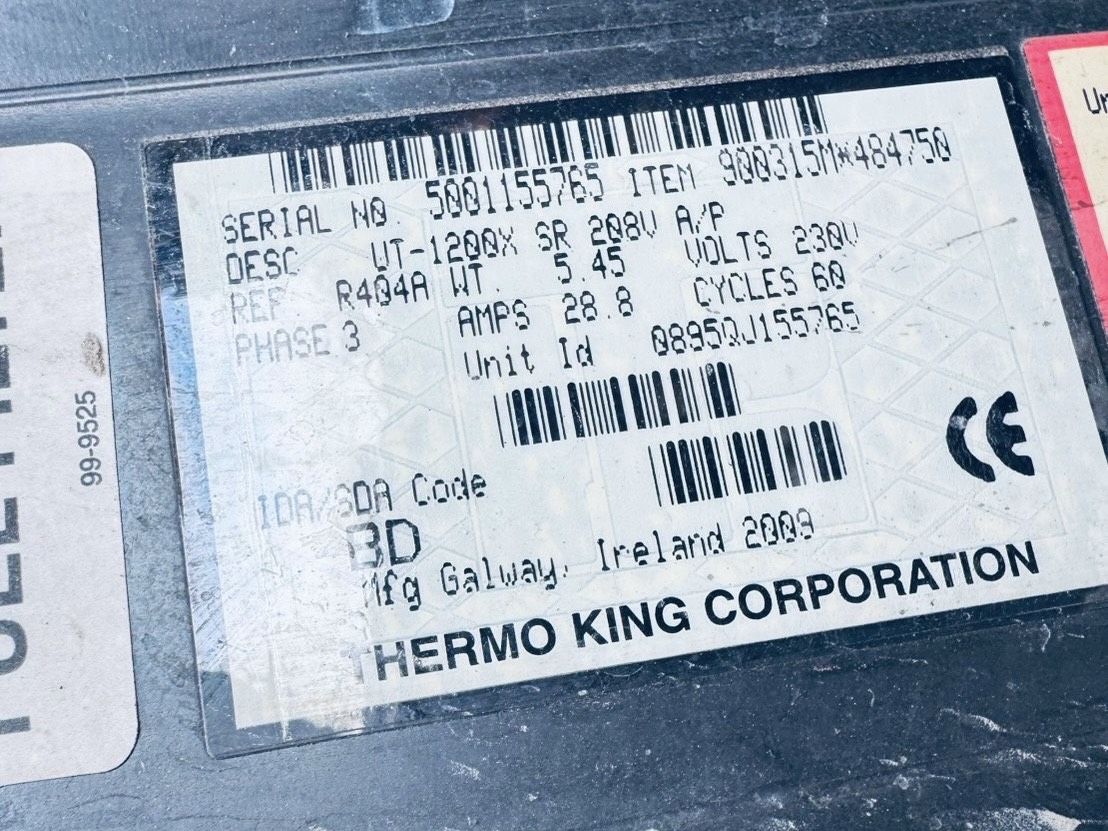 SERIAL NO. 5001155765 ITEM 900315M*484750
DESC UT-1200X SR 208V A/P
REF. R404A WT. 5.45 VOLTS 230V
PHASE 3 AMPS 28.8 CYCLES 60
Unit Id 0895QJ155765
IDA/SDA Code
BD
Mfg Galway, Ireland 2009
THERMO KING CORPORATION
CE
99-9525